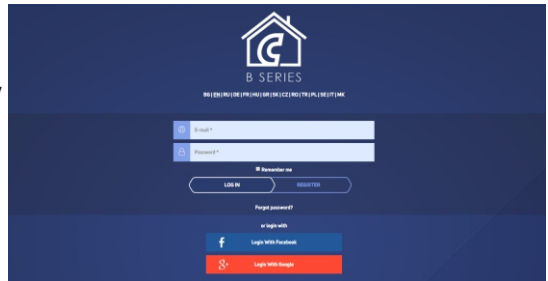 B SERIES
BG | EN | RU | DE | FR | HU | GR | SK | CZ | RO | TR | PL | SE | IT | MK
E-mail *
Password *
Remember me
LOG IN
REGISTER
Forgot password?
or login with
Login With Facebook
Login With Google